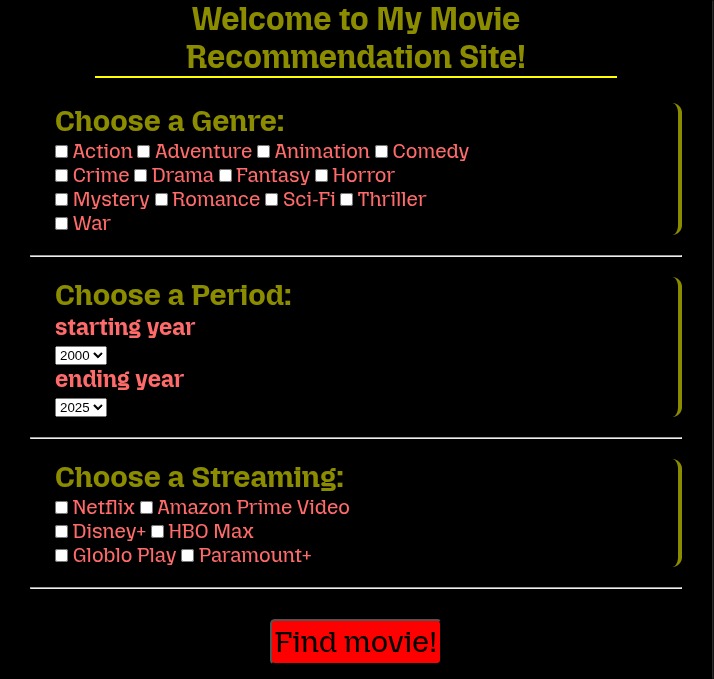 Welcome to My Movie
Recommendation Site!
Choose a Genre:
Action Adventure Animation Comedy
Crime Drama Fantasy Horror
Mystery Romance Sci-Fi Thriller
War
Choose a Period:
starting year
2000
ending year
2025
Choose a Streaming:
Netflix Amazon Prime Video
Disney+ HBO Max
Globlo Play Paramount+
Find movie!